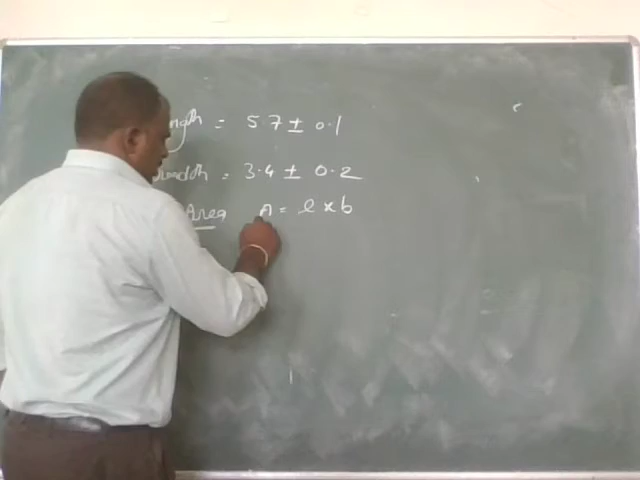 ngth = 5 7 ± 0.1
readth = 3.4 ± 0.2
Area A = l x b